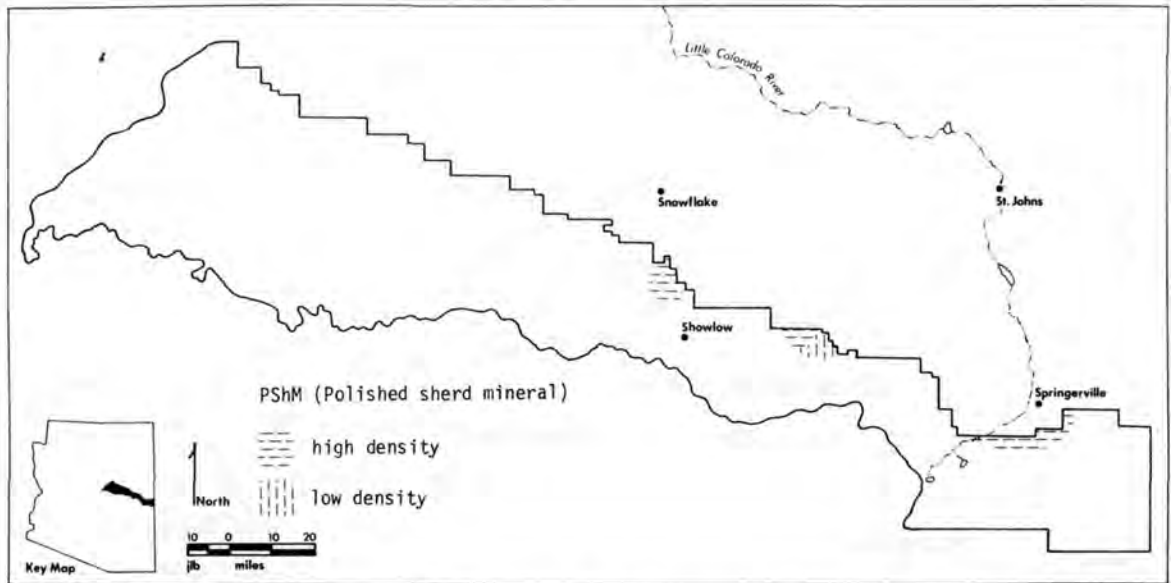 Little Colorado River
Snowflake
St. Johns
Showlow
Springerville
PShM (Polished sherd mineral)
high density
low density
North
10 0 10 20
jlb miles
Key Map